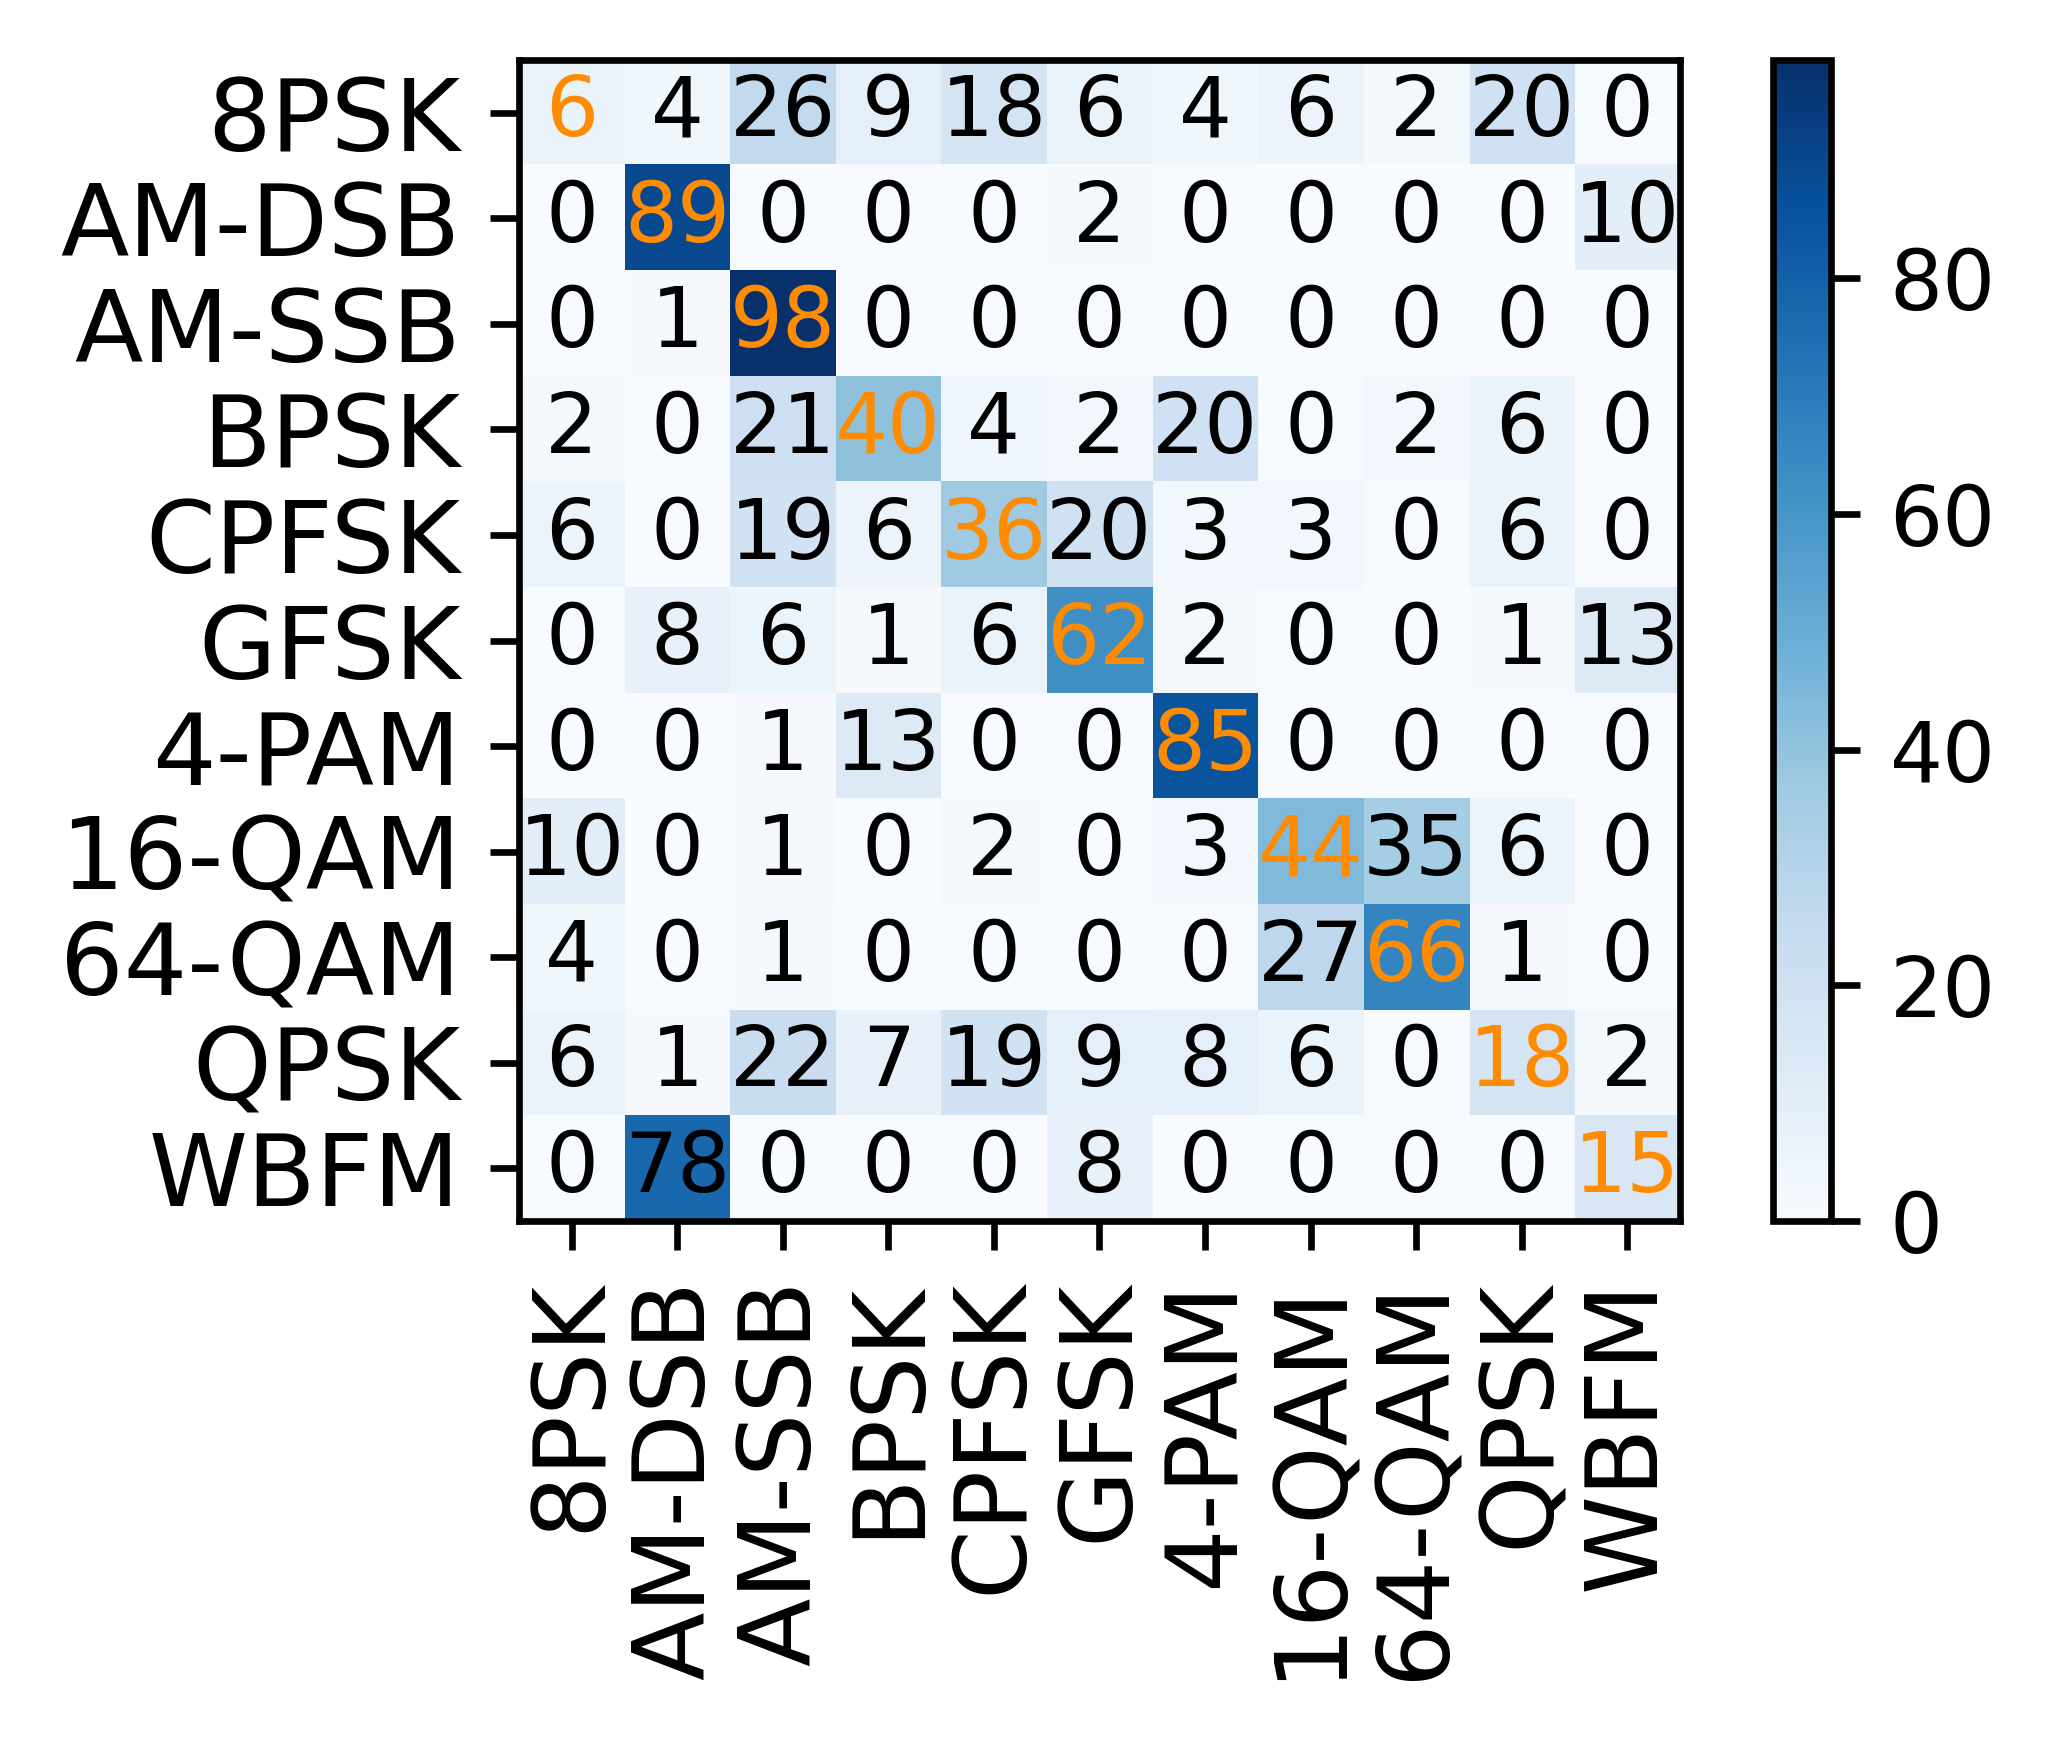 8PSK 6 4 26 9 18 6 4 6 2 20 0
AM-DSB 0 89 0 0 0 2 0 0 0 0 10
AM-SSB 0 1 98 0 0 0 0 0 0 0 0
BPSK 2 0 21 40 4 2 20 0 2 6 0
CPFSK 6 0 19 6 36 20 3 3 0 6 0
GFSK 0 8 6 1 6 62 2 0 0 1 13
4-PAM 0 0 1 13 0 0 85 0 0 0 0
16-QAM 10 0 1 0 2 0 3 44 35 6 0
64-QAM 4 0 1 0 0 0 0 27 66 1 0
QPSK 6 1 22 7 19 9 8 6 0 18 2
WBFM 0 78 0 0 0 8 0 0 0 0 15
8PSK
AM-DSB
AM-SSB
BPSK
CPFSK
GFSK
4-PAM
16-QAM
64-QAM
QPSK
WBFM
80
60
40
20
0